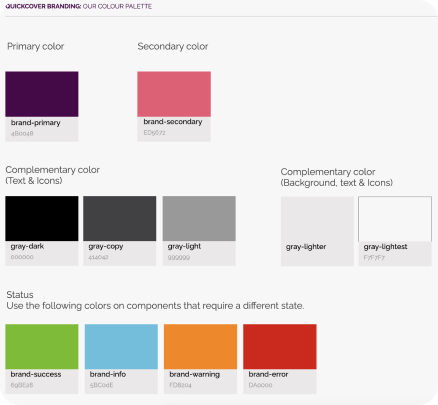 QUICKCOVER BRANDING: OUR COLOUR PALETTE
Primary color
Secondary color
brand-primary
4B0048
brand-secondary
ED5672
Complementary color
(Text & Icons)
Complementary color
(Background, text & Icons)
gray-dark
000000
gray-copy
414042
gray-light
999999
gray-lighter
gray-lightest
F7F7F7
Status
Use the following colors on components that require a different state.
brand-success
69BE28
brand-info
5BC0DE
brand-warning
FD8204
brand-error
DA0000